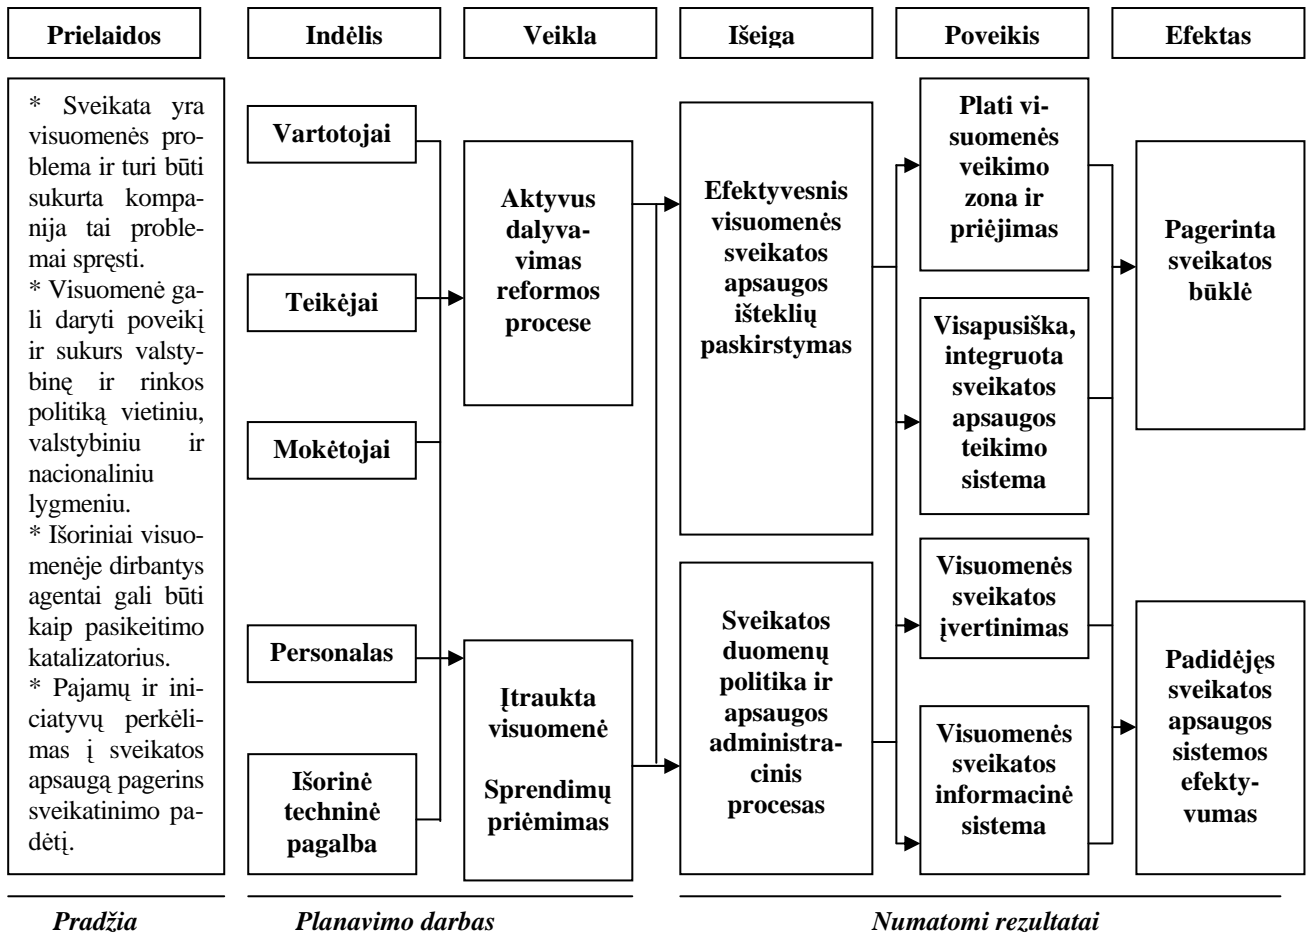 Prielaidos
Indėlis
Veikla
Išeiga
Poveikis
Efektas
* Sveikata yra
visuomenės pro-
blema ir turi būti
sukurta kompa-
nija tai proble-
mai spręsti.
* Visuomenė ga-
li daryti poveikį
ir sukurs valsty-
binę ir rinkos
politiką vietiniu,
valstybiniu ir
nacionaliniu
lygmeniu.
* Išoriniai visuo-
menėje dirbantys
agentai gali būti
kaip pasikeitimo
katalizatorius.
* Pajamų ir ini-
ciatyvų perkėli-
mas į sveikatos
apsaugą pagerins
sveikatinimo pa-
dėtį.
Vartotojai
Teikėjai
Mokėtojai
Personalas
Išorinė
techninė
pagalba
Aktyvus
dalyva-
vimas
reformos
procese
Įtraukta
visuomenė
Sprendimų
priėmimas
Efektyvesnis
visuomenės
sveikatos
apsaugos
išteklių
paskirstymas
Sveikatos
duomenų
politika ir
apsaugos
administra-
cinis
procesas
Plati vi-
suomenės
veikimo
zona ir
priėjimas
Visapusiška,
integruota
sveikatos
apsaugos
teikimo
sistema
Visuomenės
sveikatos
įvertinimas
Visuomenės
sveikatos
informacinė
sistema
Pagerinta
sveikatos
būklė
Padidėjęs
sveikatos
apsaugos
sistemos
efekty-
vumas
Pradžia
Planavimo darbas
Numatomi rezultatai